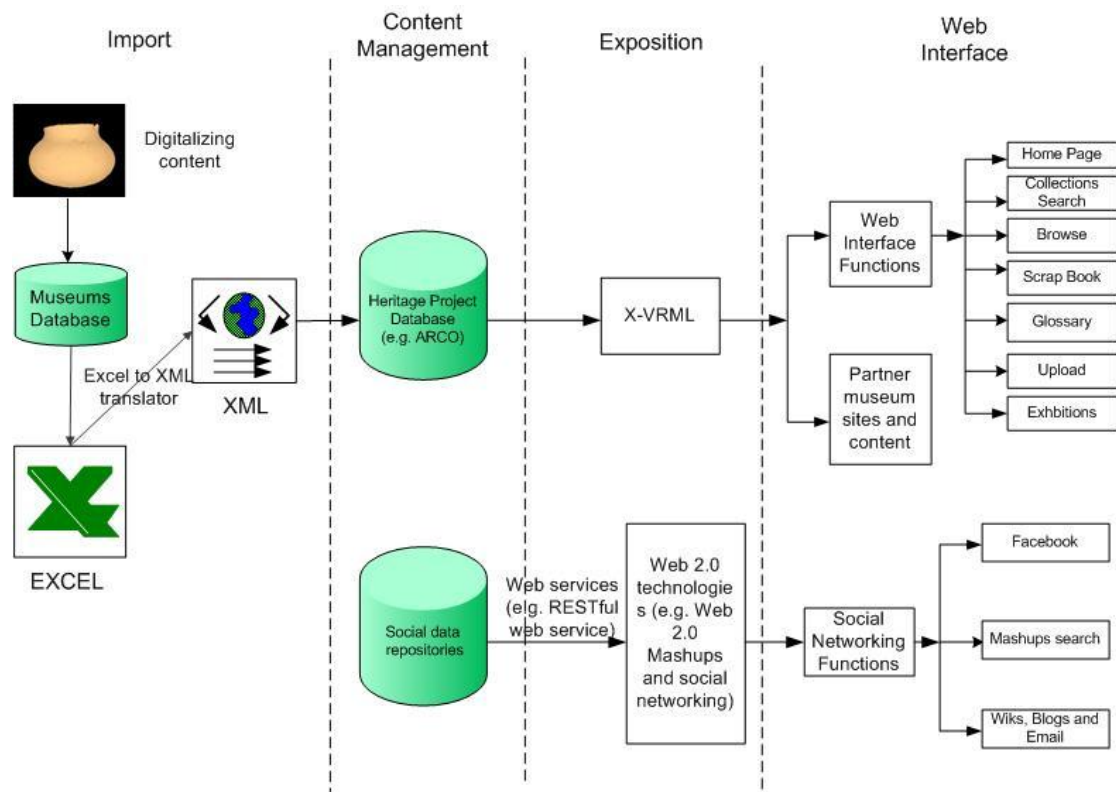 Import
Content
Management
Exposition
Web
Interface
Digitalizing
content
Museums
Database
Excel to XML
translator
XML
EXCEL
Heritage Project
Database
(e.g. ARCO)
X-VRML
Web
Interface
Functions
Partner
museum
sites and
content
Home Page
Collections
Search
Browse
Scrap Book
Glossary
Upload
Exhbitions
Social data
repositories
Web services
(elg. RESTful
web service)
Web 2.0
technologie
s (e.g. Web
2.0
Mashups
and social
networking)
Social
Networking
Functions
Facebook
Mashups search
Wiks, Blogs and
Email